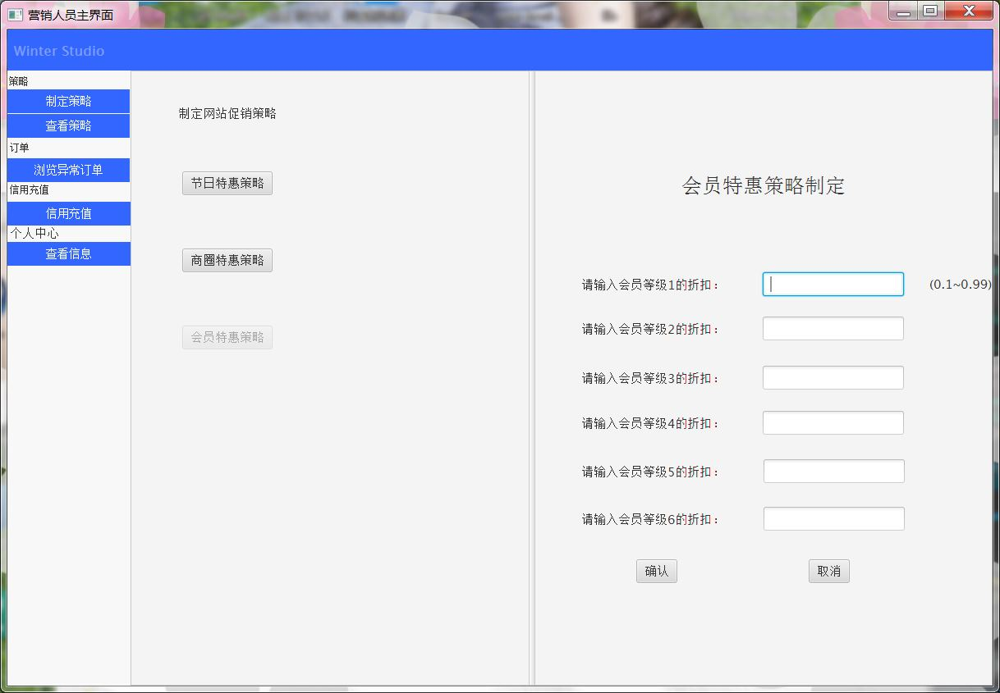 营销人员主界面
Winter Studio
策略
制定策略
查看策略
订单
浏览异常订单
信用充值
信用充值
个人中心
查看信息
制定网站促销策略
节日特惠策略
商圈特惠策略
会员特惠策略
会员特惠策略制定
请输入会员等级1的折扣： (0.1~0.99)
请输入会员等级2的折扣：
请输入会员等级3的折扣：
请输入会员等级4的折扣：
请输入会员等级5的折扣：
请输入会员等级6的折扣：
确认 取消